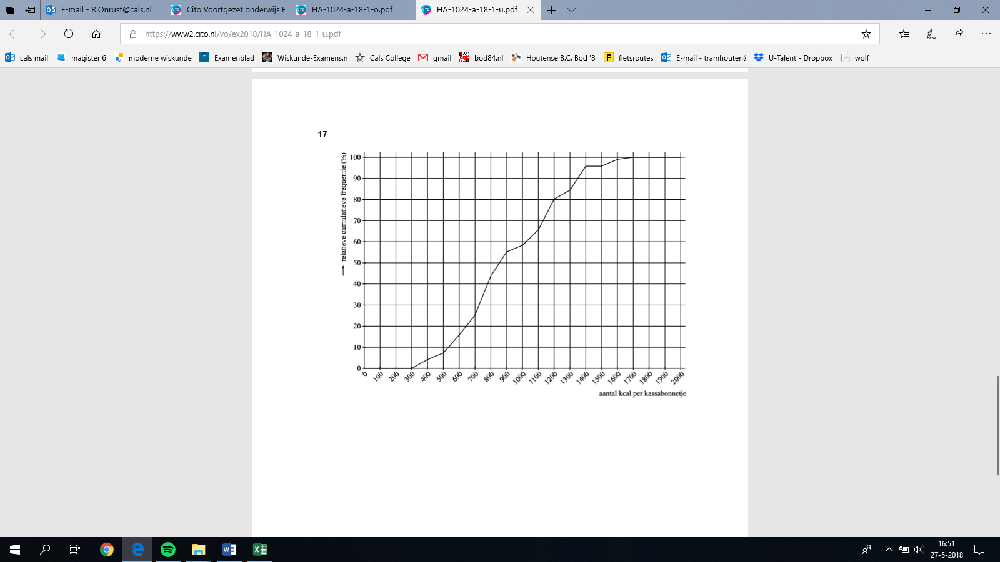 E-mail - R.Onrust@cals.nl
Cito Voortgezet onderwijs E
HA-1024-a-18-1-o.pdf
HA-1024-a-18-1-u.pdf
https://www2.cito.nl/vo/ex2018/HA-1024-a-18-1-u.pdf
cals mail
magister 6
moderne wiskunde
Examenblad
Wiskunde-Examens.n
Cals College
gmail
bod84.nl
Houtense B.C. Bod '84
fietsroutes
E-mail - tramhouten@
U-Talent - Dropbox
wolf
17
relatieve cumulatieve frequentie (%)
100
90
80
70
60
50
40
30
20
10
0
0 100 200 300 400 500 600 700 800 900 1000 1100 1200 1300 1400 1500 1600 1700 1800 1900 2000
aantal kcal per kassabonnetje
16:51
27-5-2018